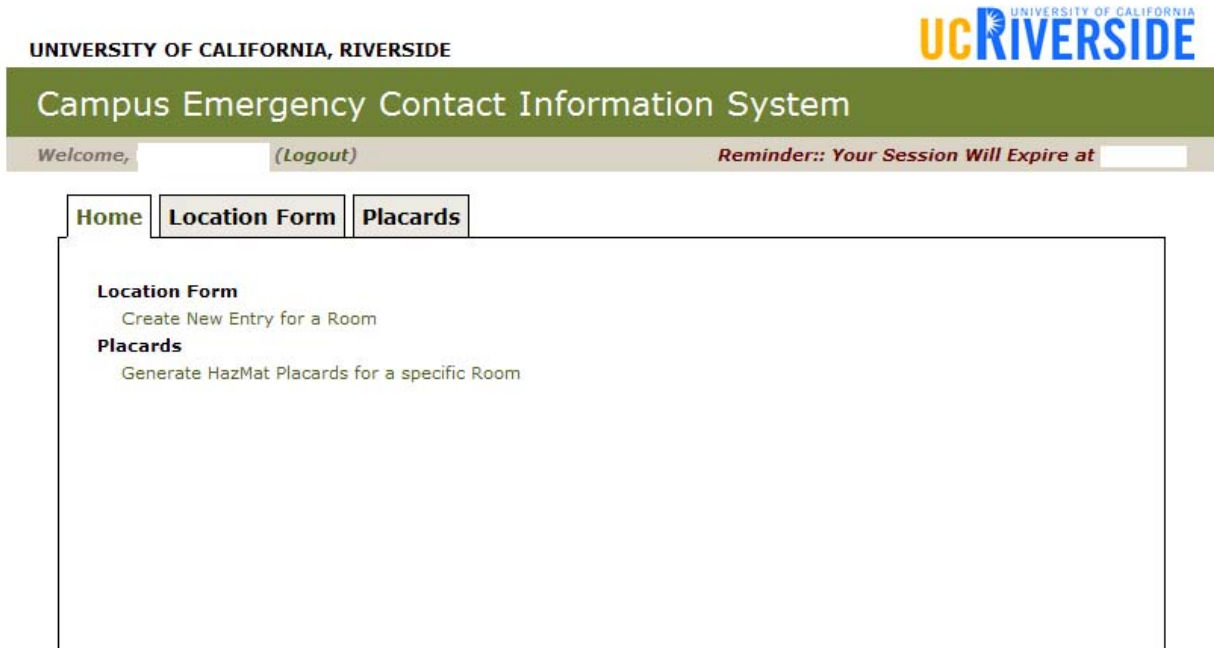 UNIVERSITY OF CALIFORNIA
UNIVERSITY OF CALIFORNIA, RIVERSIDE
UCRIVERSIDE
Campus Emergency Contact Information System
Welcome, (Logout) Reminder:: Your Session Will Expire at
Home Location Form Placards
Location Form
Create New Entry for a Room
Placards
Generate HazMat Placards for a specific Room